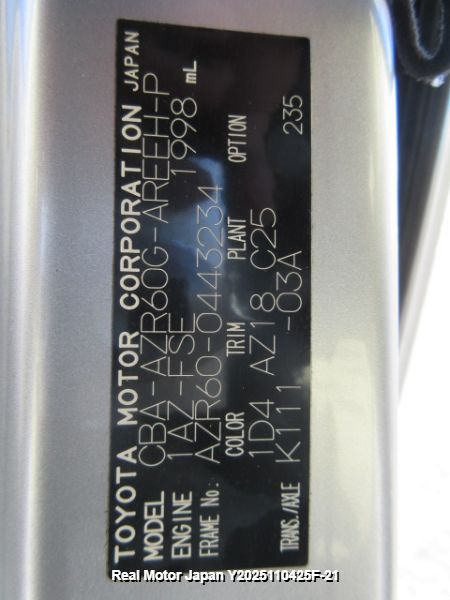 TOYOTA MOTOR CORPORATION JAPAN
MODEL CBA-AZR60G-AREEH-P
ENGINE 1AZ-FSE 1998 mL
FRAME No. AZR60-0443234
COLOR TRIM PLANT OPTION
1D4 AZ18 C25 235
TRANS./AXLE K111 -03A
Real Motor Japan Y2025110425F-21